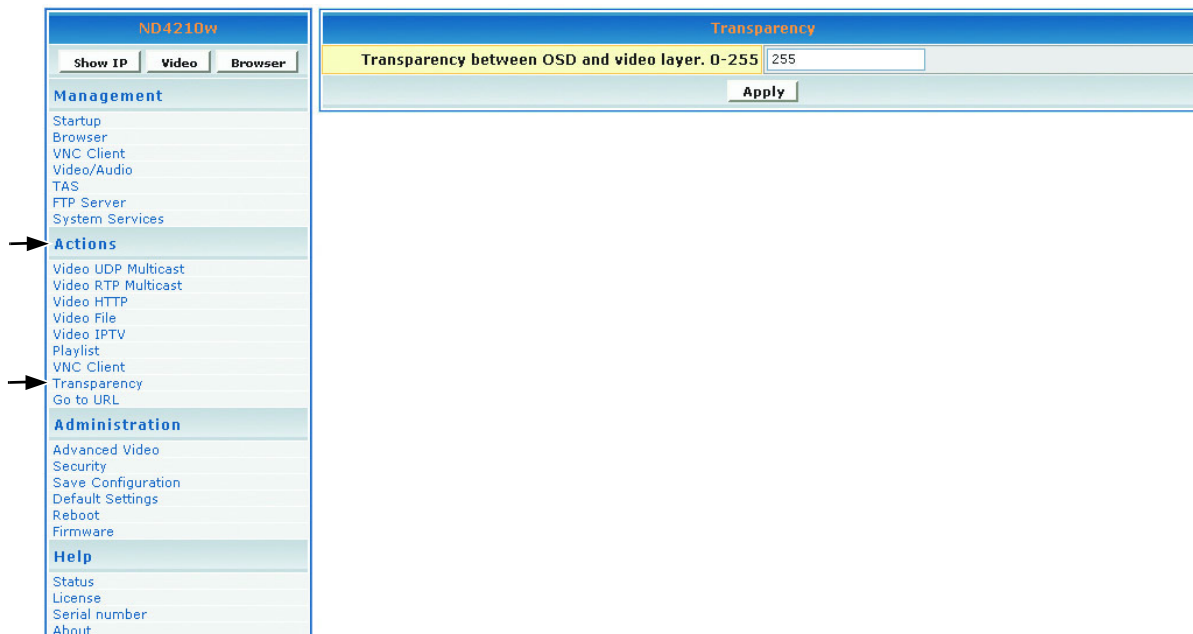 ND4210w
Show IP Video Browser
Management
Startup
Browser
VNC Client
Video/Audio
TAS
FTP Server
System Services
Actions
Video UDP Multicast
Video RTP Multicast
Video HTTP
Video File
Video IPTV
Playlist
VNC Client
Transparency
Go to URL
Administration
Advanced Video
Security
Save Configuration
Default Settings
Reboot
Firmware
Help
Status
License
Serial number
About
Transparency
Transparency between OSD and video layer. 0-255 255
Apply